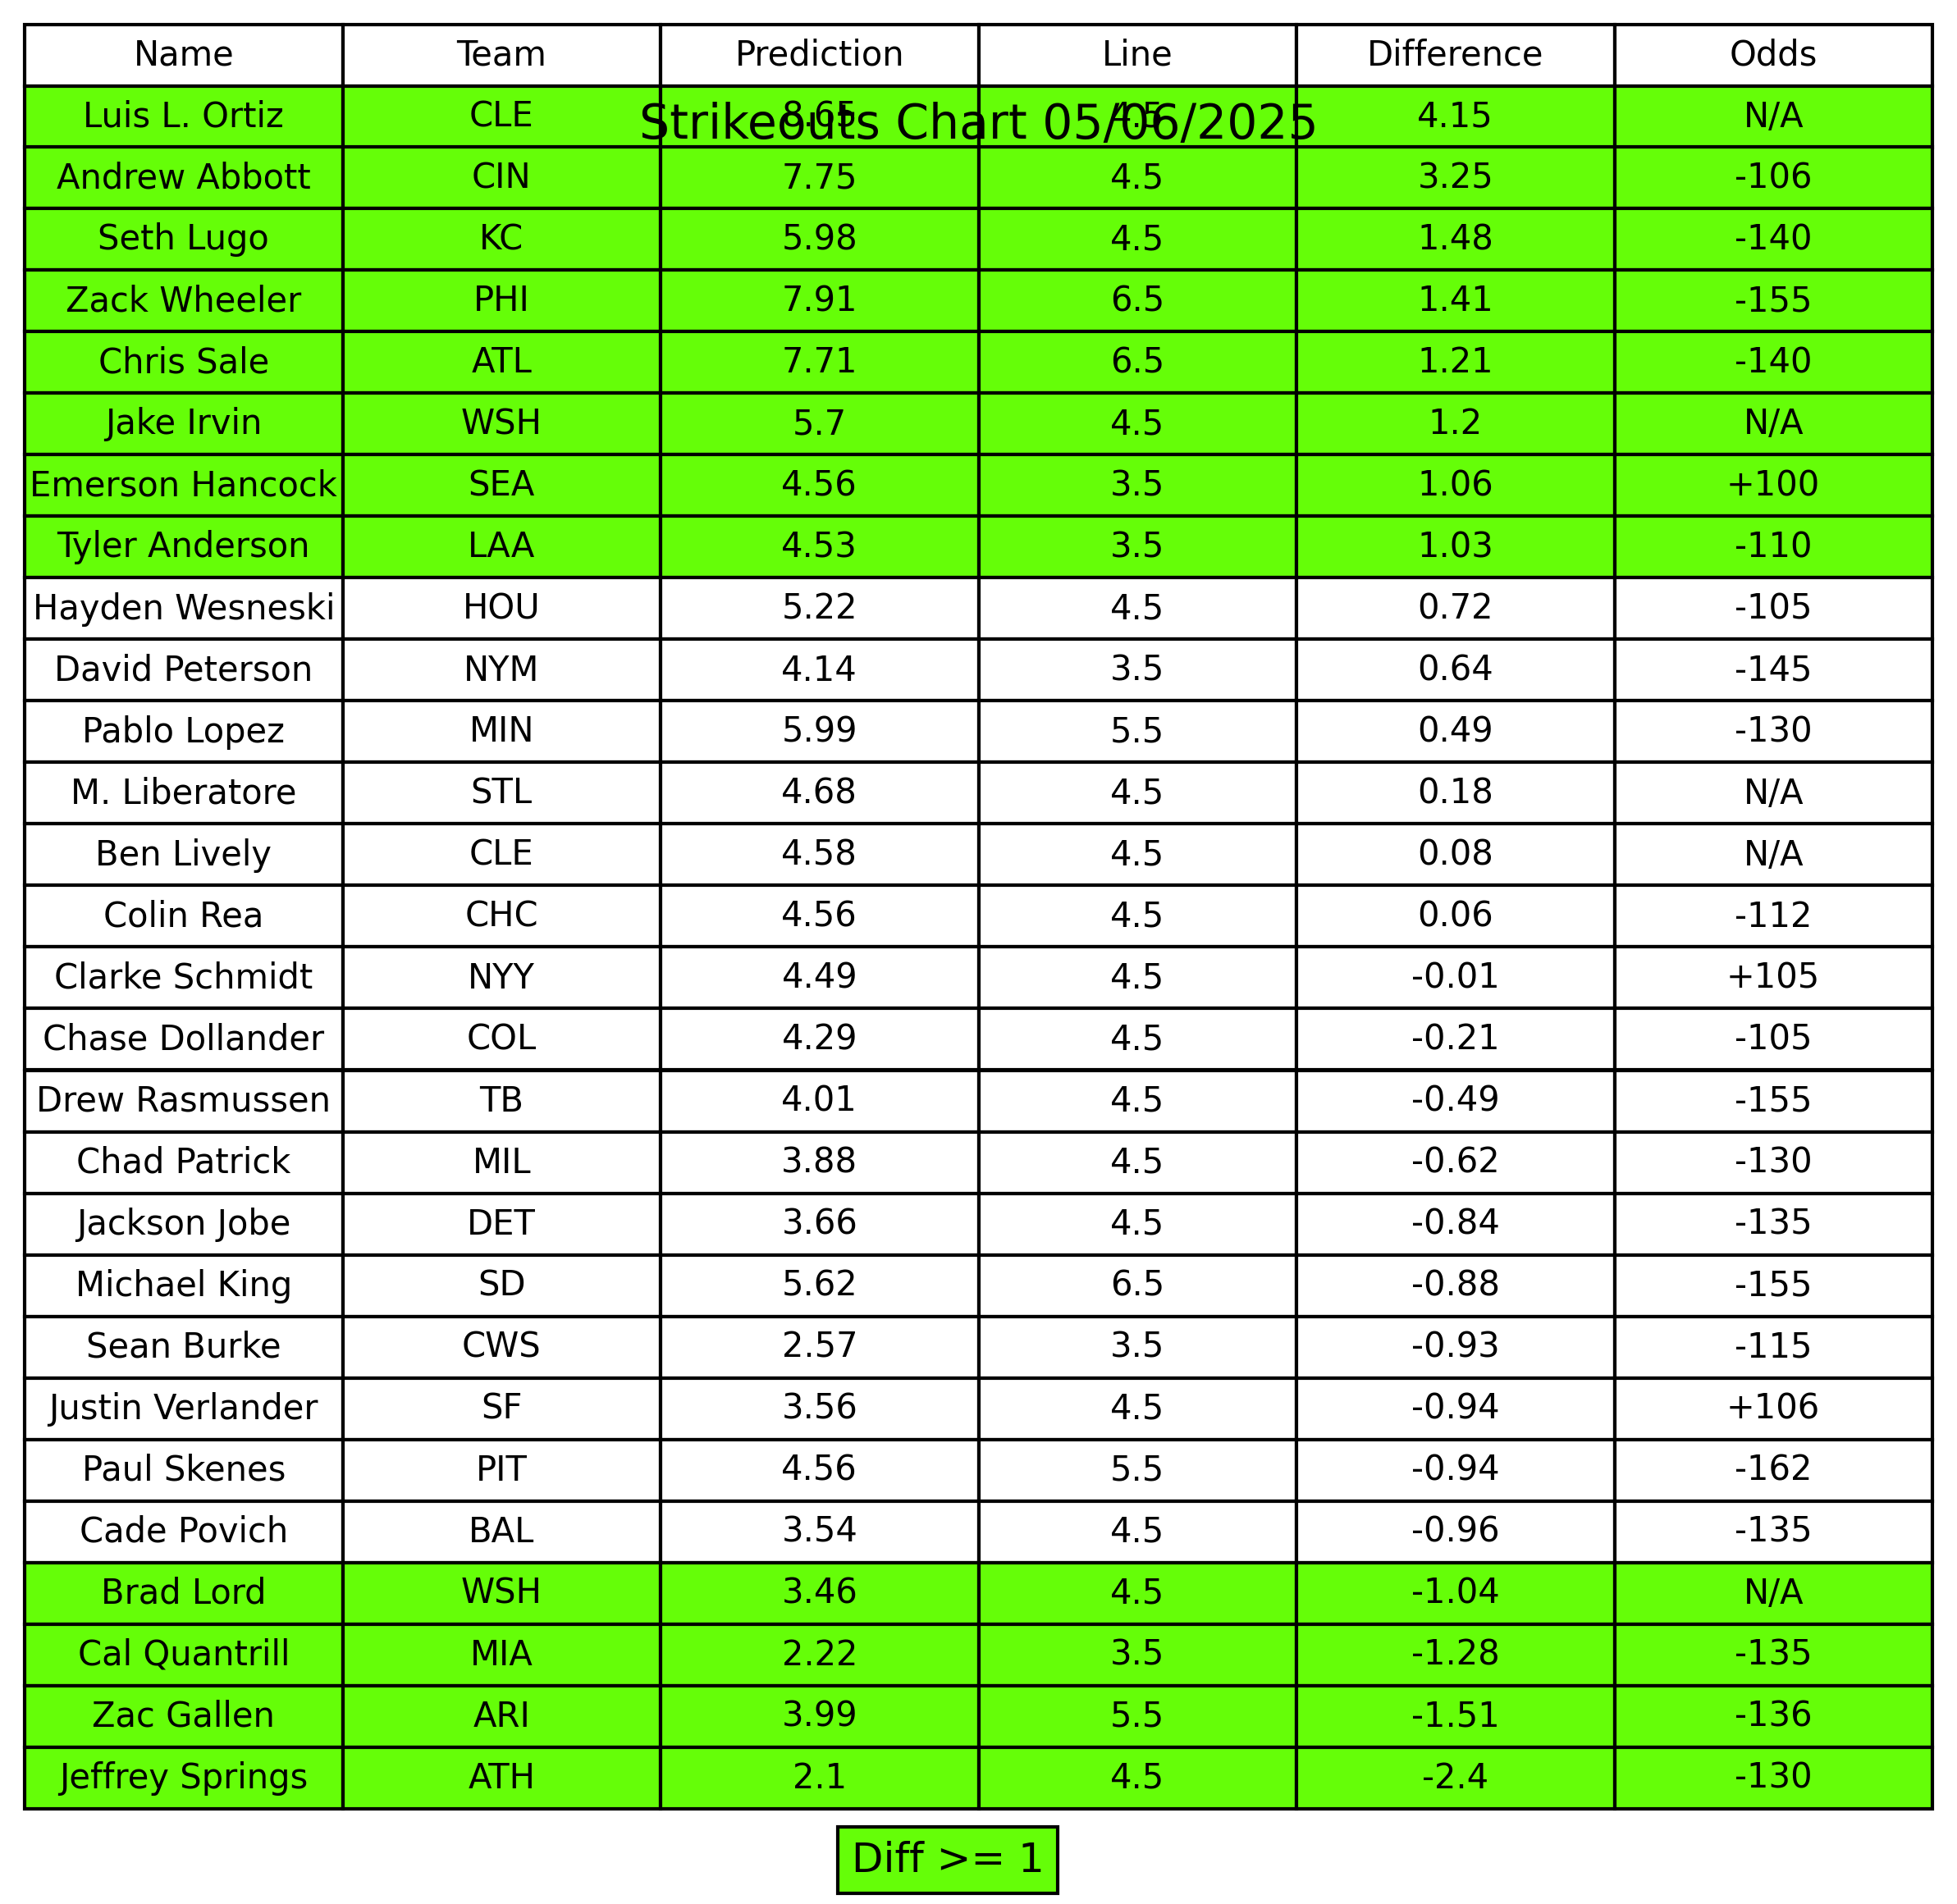 Name Team Prediction Line Difference Odds
Luis L. Ortiz CLE 8.65 4.5 4.15 N/A
Strikeouts Chart 05/06/2025
Andrew Abbott CIN 7.75 4.5 3.25 -106
Seth Lugo KC 5.98 4.5 1.48 -140
Zack Wheeler PHI 7.91 6.5 1.41 -155
Chris Sale ATL 7.71 6.5 1.21 -140
Jake Irvin WSH 5.7 4.5 1.2 N/A
Emerson Hancock SEA 4.56 3.5 1.06 +100
Tyler Anderson LAA 4.53 3.5 1.03 -110
Hayden Wesneski HOU 5.22 4.5 0.72 -105
David Peterson NYM 4.14 3.5 0.64 -145
Pablo Lopez MIN 5.99 5.5 0.49 -130
M. Liberatore STL 4.68 4.5 0.18 N/A
Ben Lively CLE 4.58 4.5 0.08 N/A
Colin Rea CHC 4.56 4.5 0.06 -112
Clarke Schmidt NYY 4.49 4.5 -0.01 +105
Chase Dollander COL 4.29 4.5 -0.21 -105
Drew Rasmussen TB 4.01 4.5 -0.49 -155
Chad Patrick MIL 3.88 4.5 -0.62 -130
Jackson Jobe DET 3.66 4.5 -0.84 -135
Michael King SD 5.62 6.5 -0.88 -155
Sean Burke CWS 2.57 3.5 -0.93 -115
Justin Verlander SF 3.56 4.5 -0.94 +106
Paul Skenes PIT 4.56 5.5 -0.94 -162
Cade Povich BAL 3.54 4.5 -0.96 -135
Brad Lord WSH 3.46 4.5 -1.04 N/A
Cal Quantrill MIA 2.22 3.5 -1.28 -135
Zac Gallen ARI 3.99 5.5 -1.51 -136
Jeffrey Springs ATH 2.1 4.5 -2.4 -130
Diff >= 1